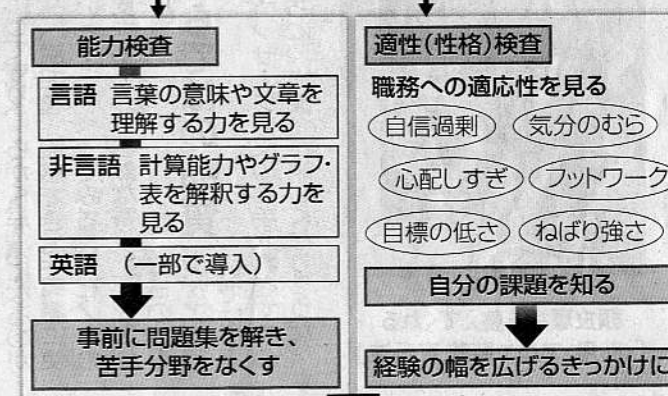 能力検査
言語 言葉の意味や文章を
理解する力を見る
非言語 計算能力やグラフ・
表を解釈する力を
見る
英語 （一部で導入）
事前に問題集を解き、
苦手分野をなくす
適性（性格）検査
職務への適応性を見る
自信過剰 気分のむら
心配しすぎ フットワーク
目標の低さ ねばり強さ
自分の課題を知る
経験の幅を広げるきっかけに